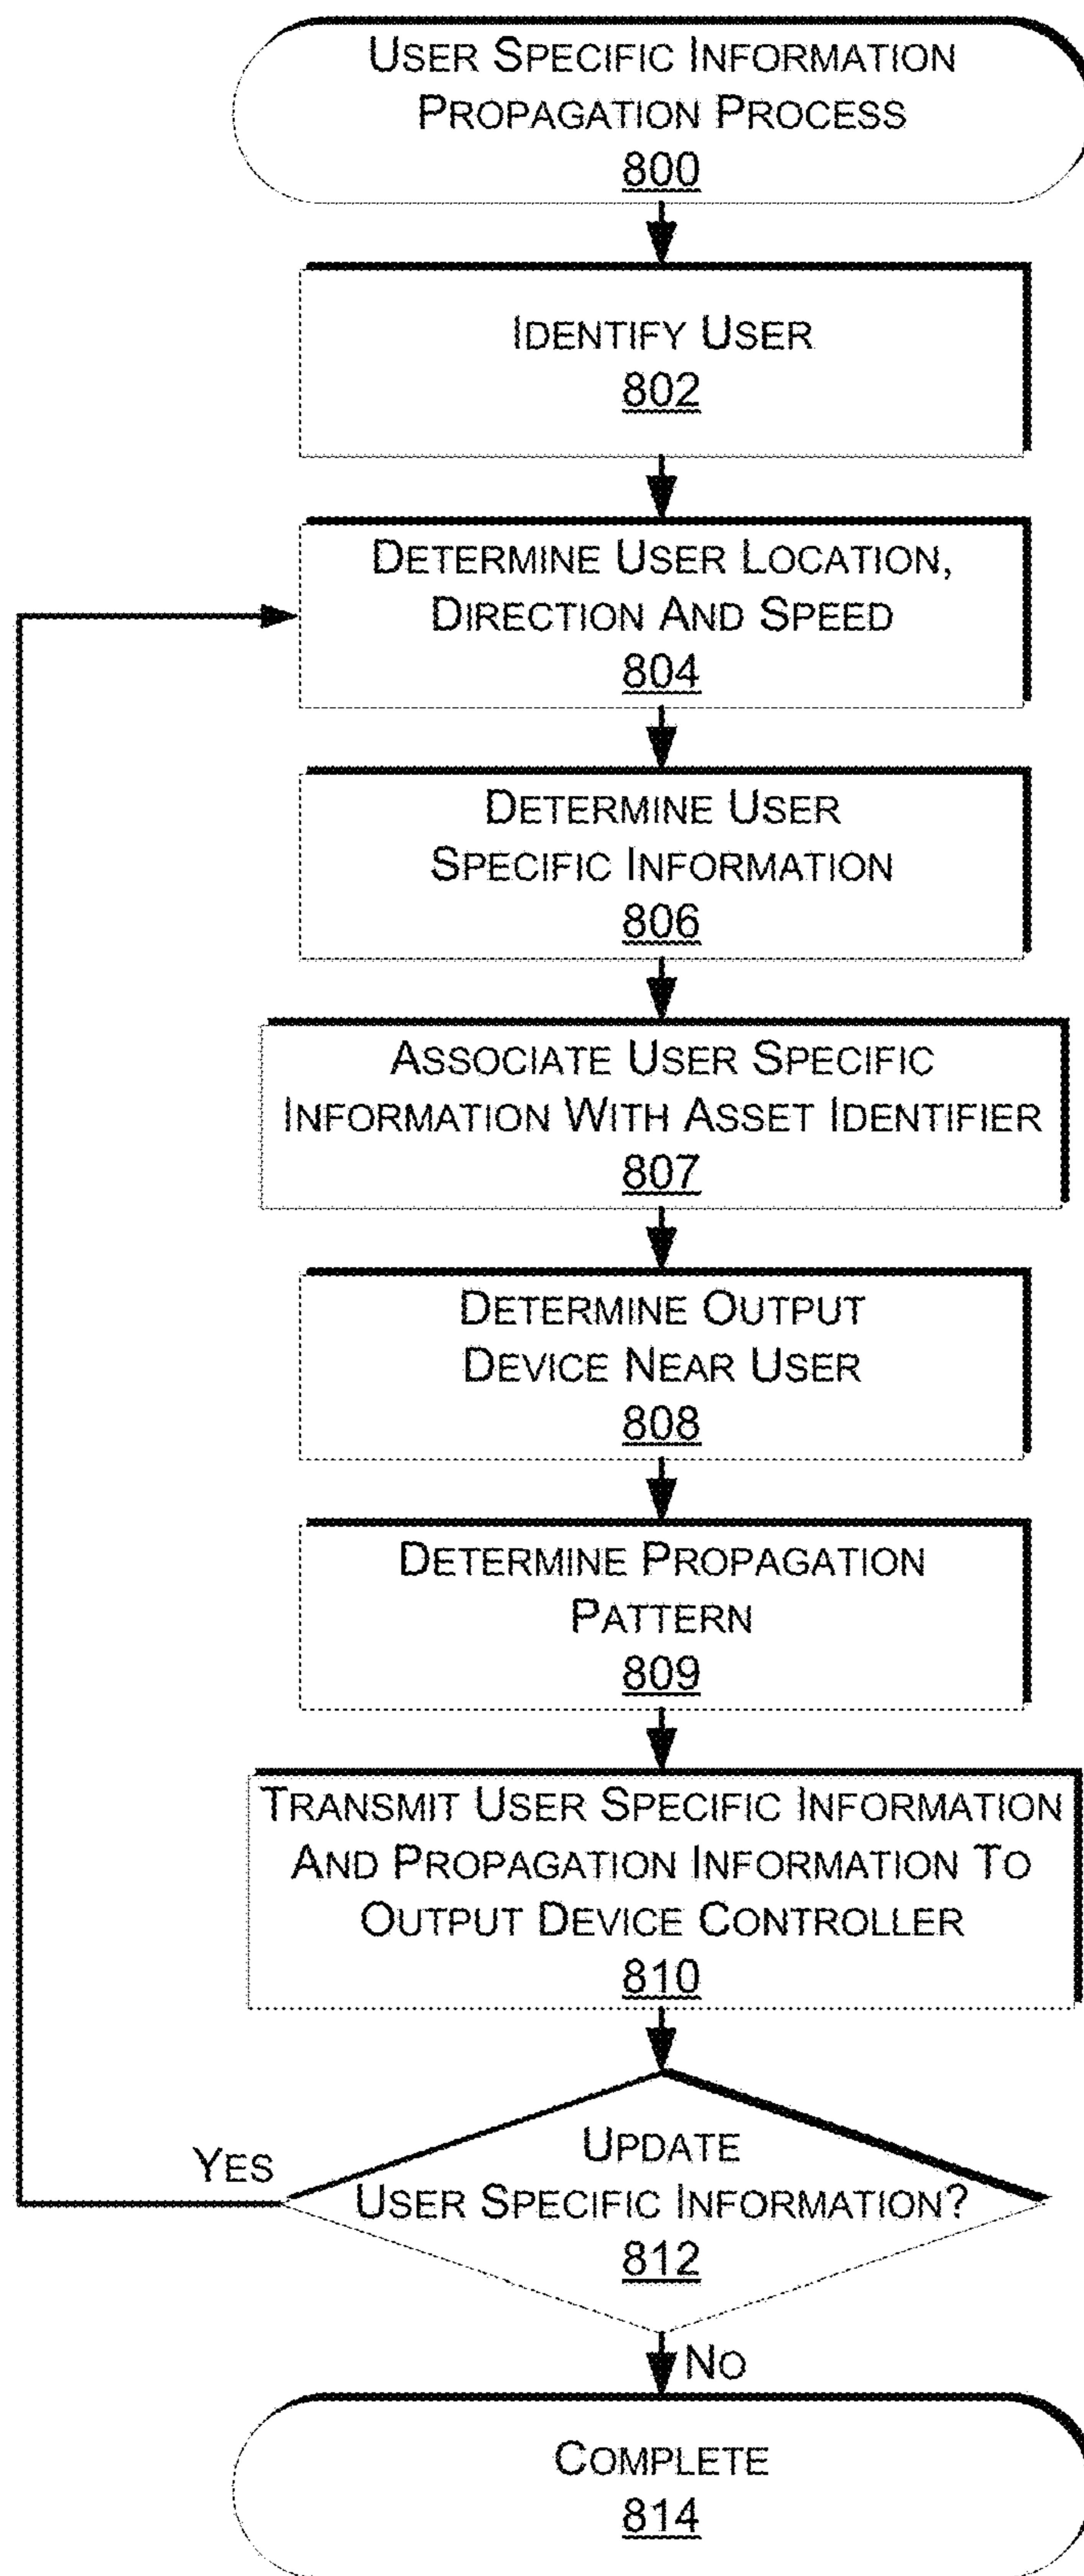 USER SPECIFIC INFORMATION
PROPAGATION PROCESS
800
IDENTIFY USER
802
DETERMINE USER LOCATION,
DIRECTION AND SPEED
804
DETERMINE USER
SPECIFIC INFORMATION
806
ASSOCIATE USER SPECIFIC
INFORMATION WITH ASSET IDENTIFIER
807
DETERMINE OUTPUT
DEVICE NEAR USER
808
DETERMINE PROPAGATION
PATTERN
809
TRANSMIT USER SPECIFIC INFORMATION
AND PROPAGATION INFORMATION TO
OUTPUT DEVICE CONTROLLER
810
YES
UPDATE
USER SPECIFIC INFORMATION?
812
NO
COMPLETE
814